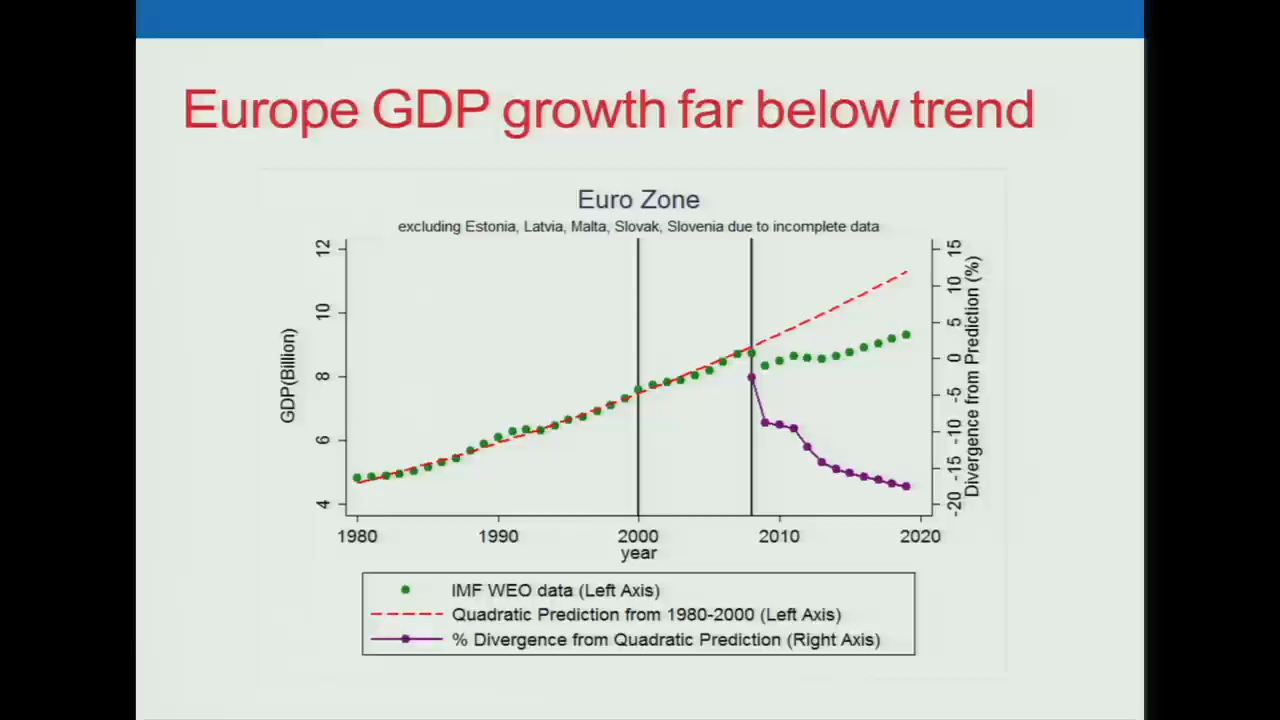 Europe GDP growth far below trend
Euro Zone
excluding Estonia, Latvia, Malta, Slovak, Slovenia due to incomplete data
12
10
8
6
4
GDP(Billion)
15
10
5
0
-5
-10
-15
-20
Divergence from Prediction (%)
1980 1990 2000 2010 2020
year
IMF WEO data (Left Axis)
Quadratic Prediction from 1980-2000 (Left Axis)
% Divergence from Quadratic Prediction (Right Axis)